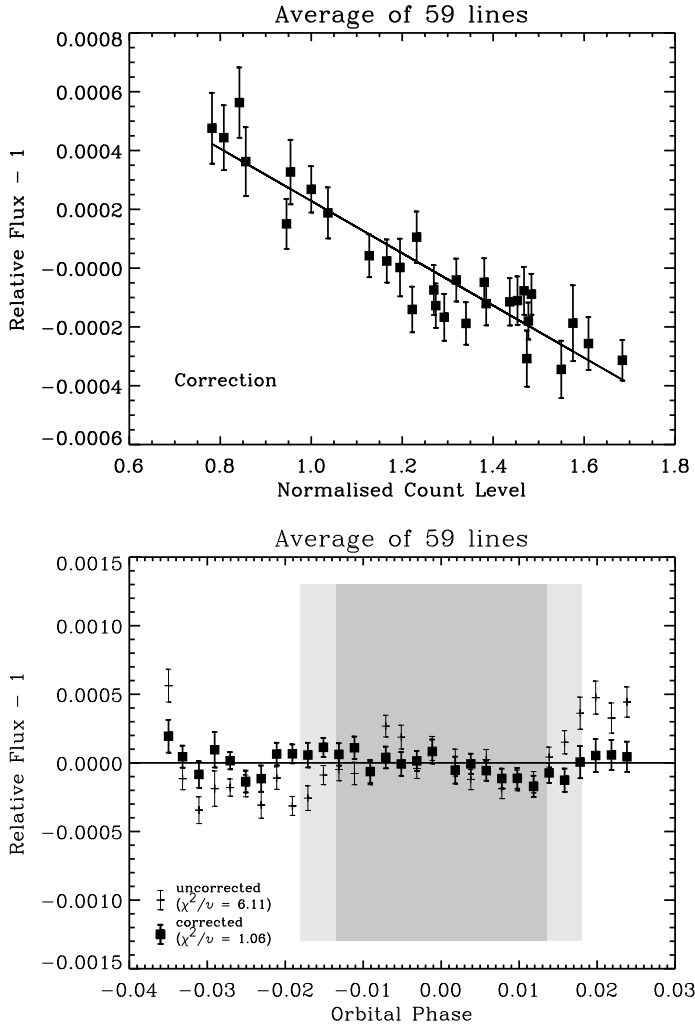 Average of 59 lines
0.0008
0.0006
0.0004
0.0002
−0.0000
−0.0002
−0.0004
−0.0006
Relative Flux − 1
Correction
0.6 0.8 1.0 1.2 1.4 1.6 1.8
Normalised Count Level
Average of 59 lines
0.0015
0.0010
0.0005
0.0000
−0.0005
−0.0010
−0.0015
Relative Flux − 1
uncorrected
(χ²/υ = 6.11)
corrected
(χ²/υ = 1.06)
−0.04 −0.03 −0.02 −0.01 0.00 0.01 0.02 0.03
Orbital Phase